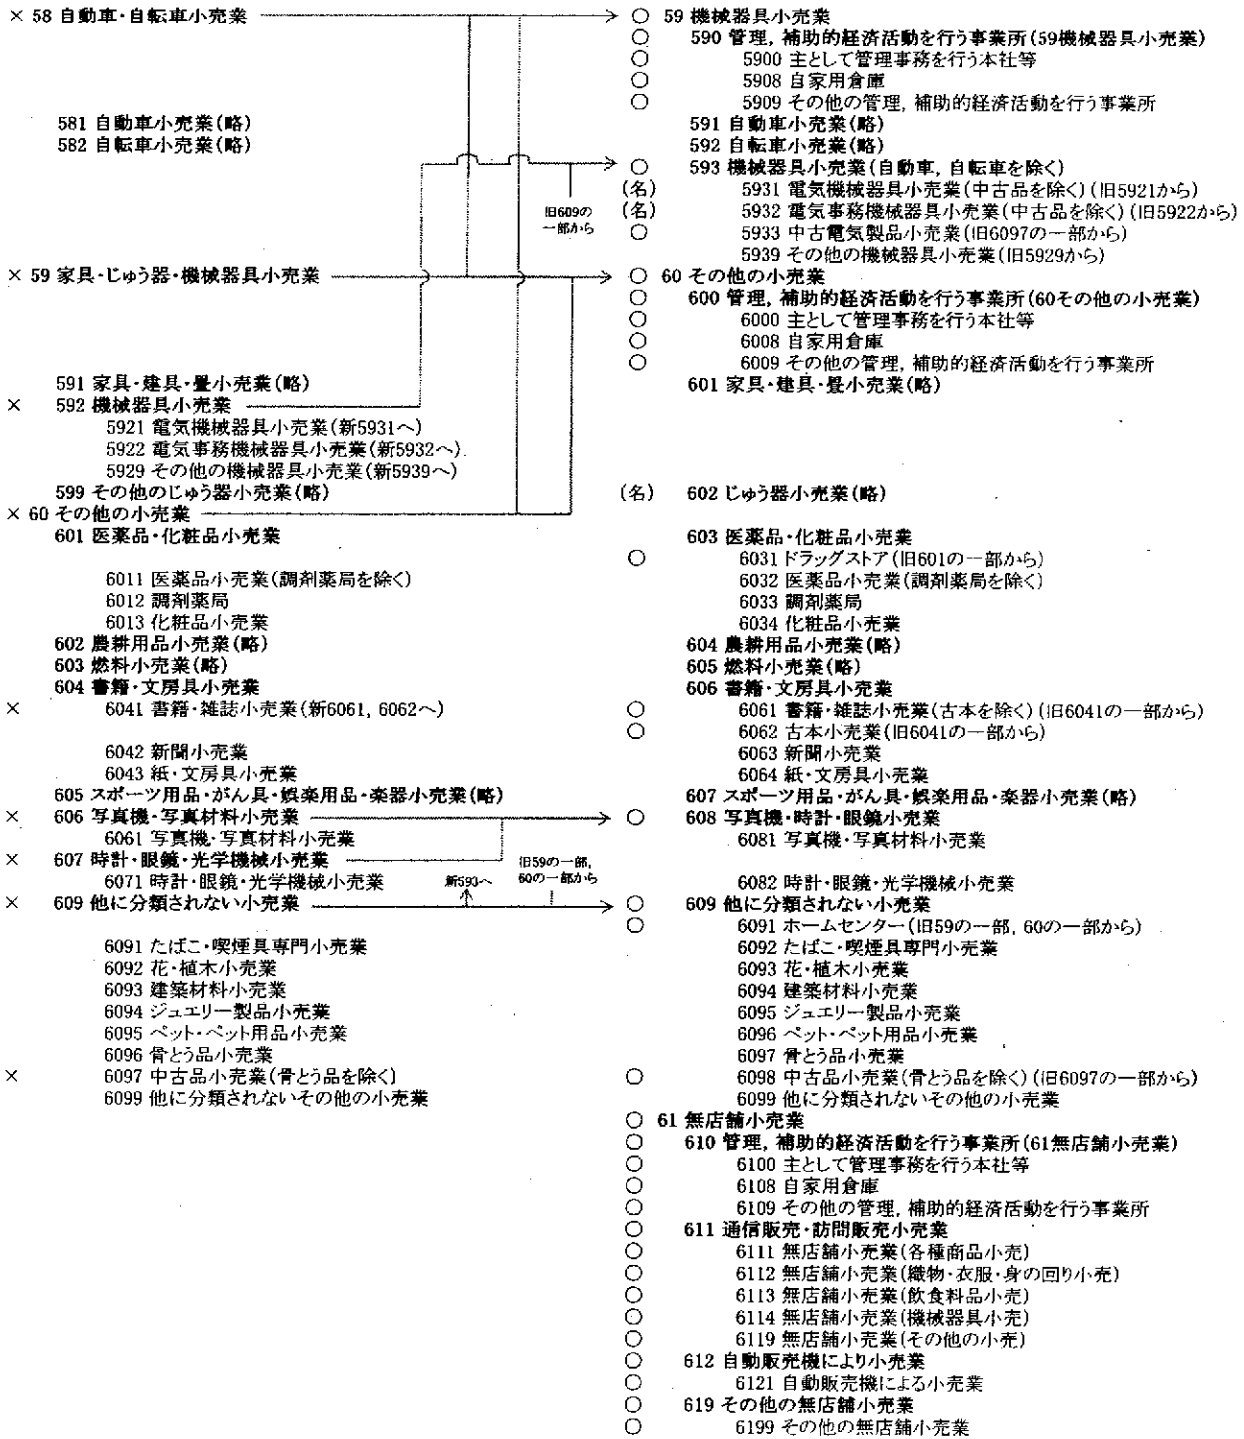 × 58 自動車・自転車小売業
581 自動車小売業(略)
582 自転車小売業(略)
旧609の
一部から
× 59 家具・じゅう器・機械器具小売業
591 家具・建具・畳小売業(略)
× 592 機械器具小売業
5921 電気機械器具小売業(新5931へ)
5922 電気事務機械器具小売業(新5932へ)
5929 その他の機械器具小売業(新5939へ)
599 その他のじゅう器小売業(略)
× 60 その他の小売業
601 医薬品・化粧品小売業
6011 医薬品小売業(調剤薬局を除く)
6012 調剤薬局
6013 化粧品小売業
602 農耕用品小売業(略)
603 燃料小売業(略)
604 書籍・文房具小売業
× 6041 書籍・雑誌小売業(新6061, 6062へ)
6042 新聞小売業
6043 紙・文房具小売業
605 スポーツ用品・がん具・娯楽用品・楽器小売業(略)
× 606 写真機・写真材料小売業
6061 写真機・写真材料小売業
× 607 時計・眼鏡・光学機械小売業
6071 時計・眼鏡・光学機械小売業
新593へ
旧59の一部,
60の一部から
× 609 他に分類されない小売業
6091 たばこ・喫煙具専門小売業
6092 花・植木小売業
6093 建築材料小売業
6094 ジュエリー製品小売業
6095 ペット・ペット用品小売業
6096 骨とう品小売業
× 6097 中古品小売業(骨とう品を除く)
6099 他に分類されないその他の小売業
○ 59 機械器具小売業
○ 590 管理, 補助的経済活動を行う事業所(59機械器具小売業)
○ 5900 主として管理事務を行う本社等
○ 5908 自家用倉庫
○ 5909 その他の管理, 補助的経済活動を行う事業所
591 自動車小売業(略)
592 自転車小売業(略)
○ 593 機械器具小売業(自動車, 自転車を除く)
(名) 5931 電気機械器具小売業(中古品を除く)(旧5921から)
(名) 5932 電気事務機械器具小売業(中古品を除く)(旧5922から)
○ 5933 中古電気製品小売業(旧6097の一部から)
5939 その他の機械器具小売業(旧5929から)
○ 60 その他の小売業
○ 600 管理, 補助的経済活動を行う事業所(60その他の小売業)
○ 6000 主として管理事務を行う本社等
○ 6008 自家用倉庫
○ 6009 その他の管理, 補助的経済活動を行う事業所
601 家具・建具・畳小売業(略)
(名) 602 じゅう器小売業(略)
603 医薬品・化粧品小売業
○ 6031 ドラッグストア(旧601の一部から)
6032 医薬品小売業(調剤薬局を除く)
6033 調剤薬局
6034 化粧品小売業
604 農耕用品小売業(略)
605 燃料小売業(略)
606 書籍・文房具小売業
○ 6061 書籍・雑誌小売業(古本を除く)(旧6041の一部から)
○ 6062 古本小売業(旧6041の一部から)
6063 新聞小売業
6064 紙・文房具小売業
607 スポーツ用品・がん具・娯楽用品・楽器小売業(略)
○ 608 写真機・時計・眼鏡小売業
6081 写真機・写真材料小売業
6082 時計・眼鏡・光学機械小売業
○ 609 他に分類されない小売業
○ 6091 ホームセンター(旧59の一部, 60の一部から)
6092 たばこ・喫煙具専門小売業
6093 花・植木小売業
6094 建築材料小売業
6095 ジュエリー製品小売業
6096 ペット・ペット用品小売業
6097 骨とう品小売業
○ 6098 中古品小売業(骨とう品を除く)(旧6097の一部から)
6099 他に分類されないその他の小売業
○ 61 無店舗小売業
○ 610 管理, 補助的経済活動を行う事業所(61無店舗小売業)
○ 6100 主として管理事務を行う本社等
○ 6108 自家用倉庫
○ 6109 その他の管理, 補助的経済活動を行う事業所
○ 611 通信販売・訪問販売小売業
○ 6111 無店舗小売業(各種商品小売)
○ 6112 無店舗小売業(織物・衣服・身の回り小売)
○ 6113 無店舗小売業(飲食料品小売)
○ 6114 無店舗小売業(機械器具小売)
○ 6119 無店舗小売業(その他の小売)
○ 612 自動販売機により小売業
○ 6121 自動販売機による小売業
○ 619 その他の無店舗小売業
○ 6199 その他の無店舗小売業